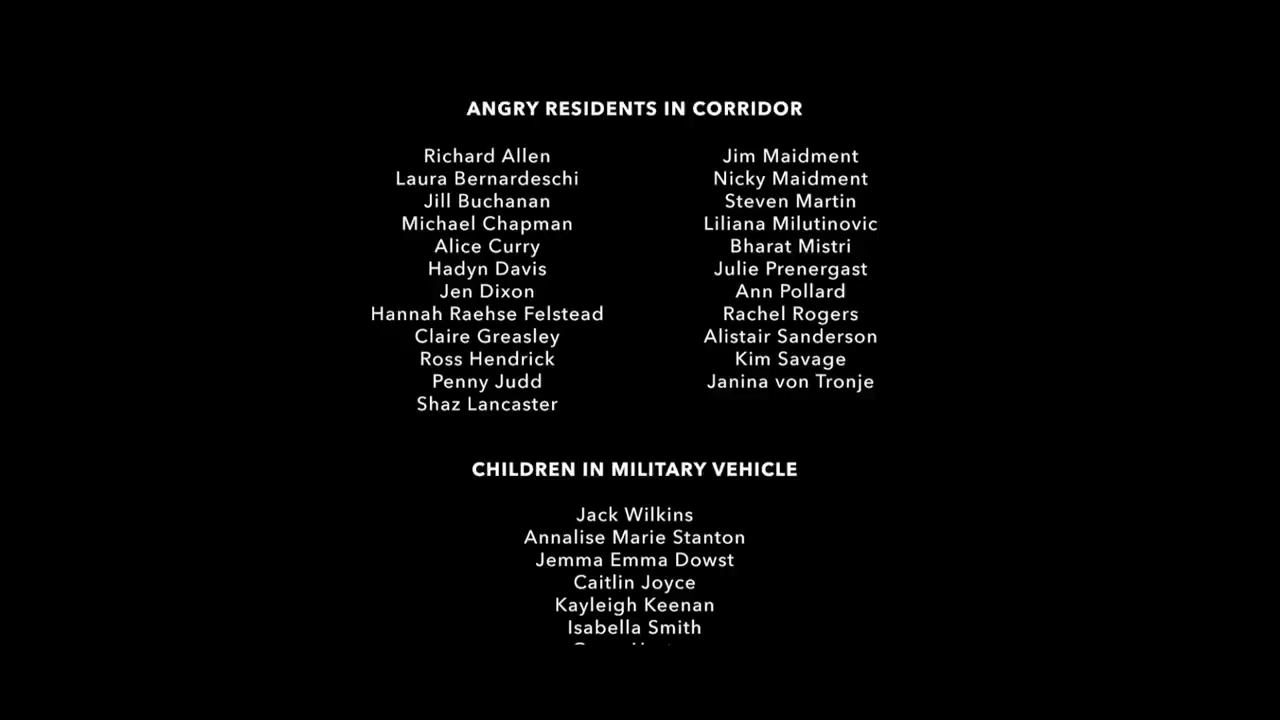 ANGRY RESIDENTS IN CORRIDOR
Richard Allen
Laura Bernardeschi
Jill Buchanan
Michael Chapman
Alice Curry
Hadyn Davis
Jen Dixon
Hannah Raehse Felstead
Claire Greasley
Ross Hendrick
Penny Judd
Shaz Lancaster
Jim Maidment
Nicky Maidment
Steven Martin
Liliana Milutinovic
Bharat Mistri
Julie Prenergast
Ann Pollard
Rachel Rogers
Alistair Sanderson
Kim Savage
Janina von Tronje
CHILDREN IN MILITARY VEHICLE
Jack Wilkins
Annalise Marie Stanton
Jemma Emma Dowst
Caitlin Joyce
Kayleigh Keenan
Isabella Smith